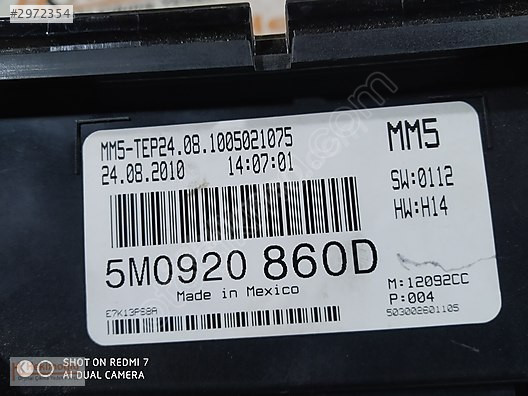 #2972354
MM5-TEP24.08.1005021075
24.08.2010 14:07:01
MM5
SW:0112
HW:H14
5M0920 860D
Made in Mexico
M:12092CC
P:004
E7K13PS8A
503002601105
SHOT ON REDMI 7
AI DUAL CAMERA